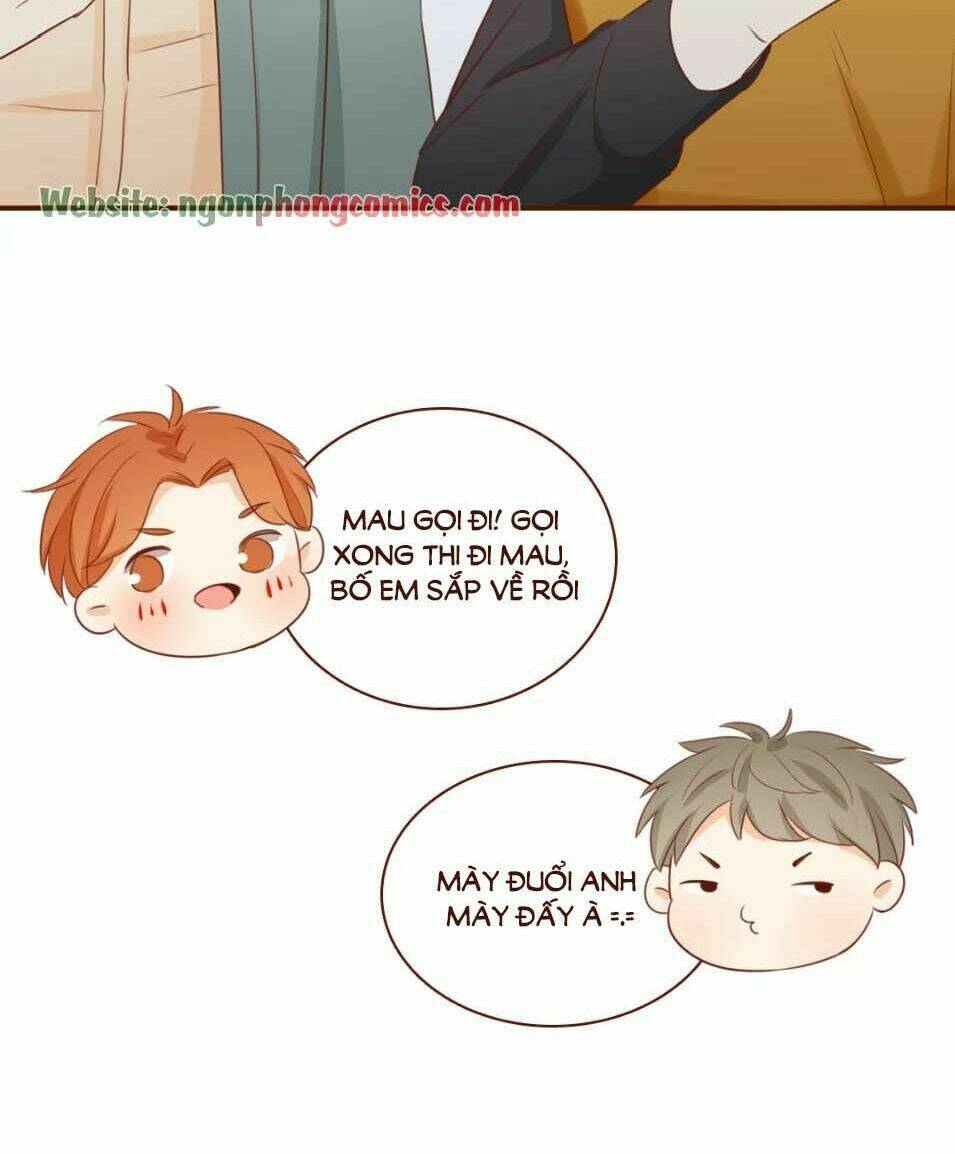 Website: ngonphongcomics.com
MAU GỌI ĐI! GỌI
XONG THI ĐI MAU,
BỐ EM SẮP VỀ RỒI
MÀY ĐUỔI ANH
MÀY ĐẤY À =.=